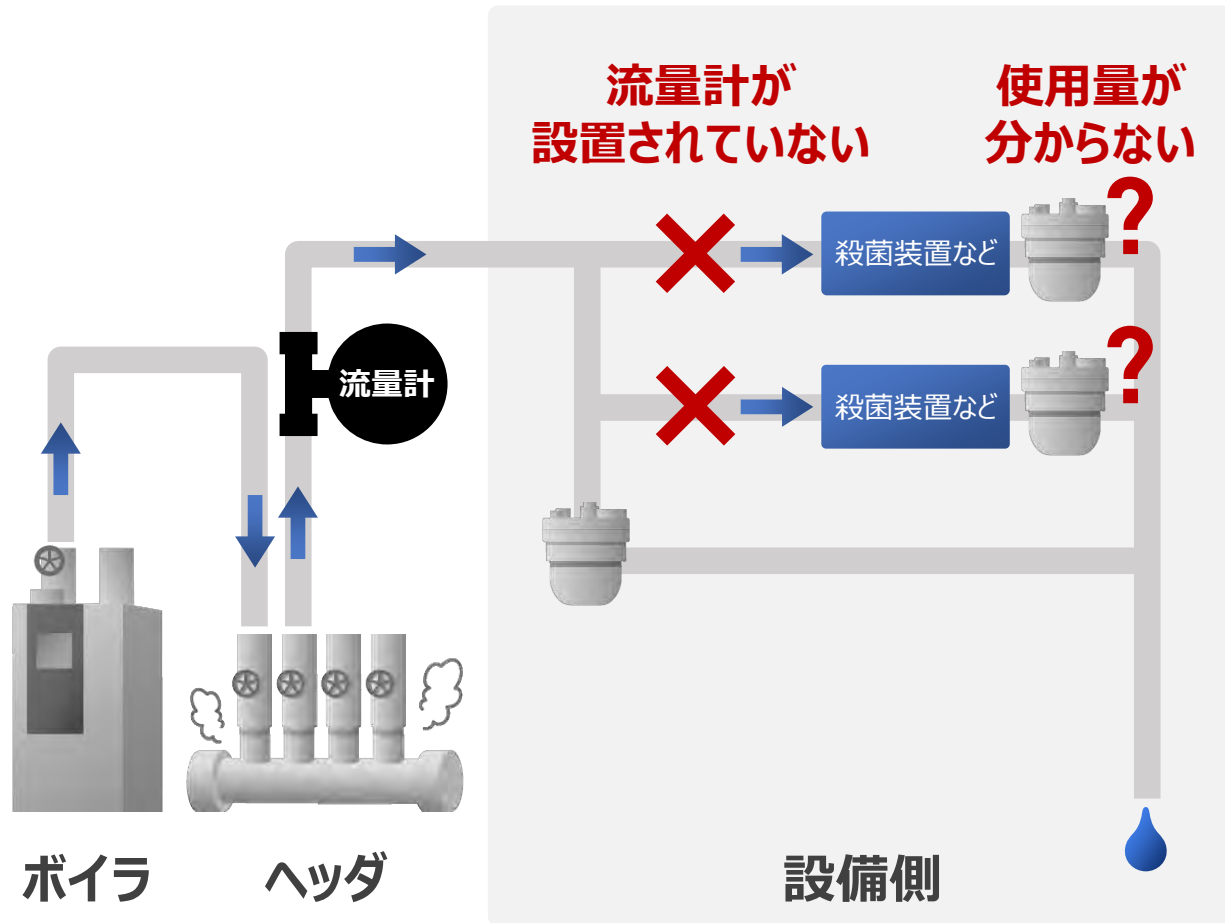 流量計が
設置されていない
使用量が
分からない
?
殺菌装置など
?
流量計
殺菌装置など
ボイラ
ヘッダ
設備側